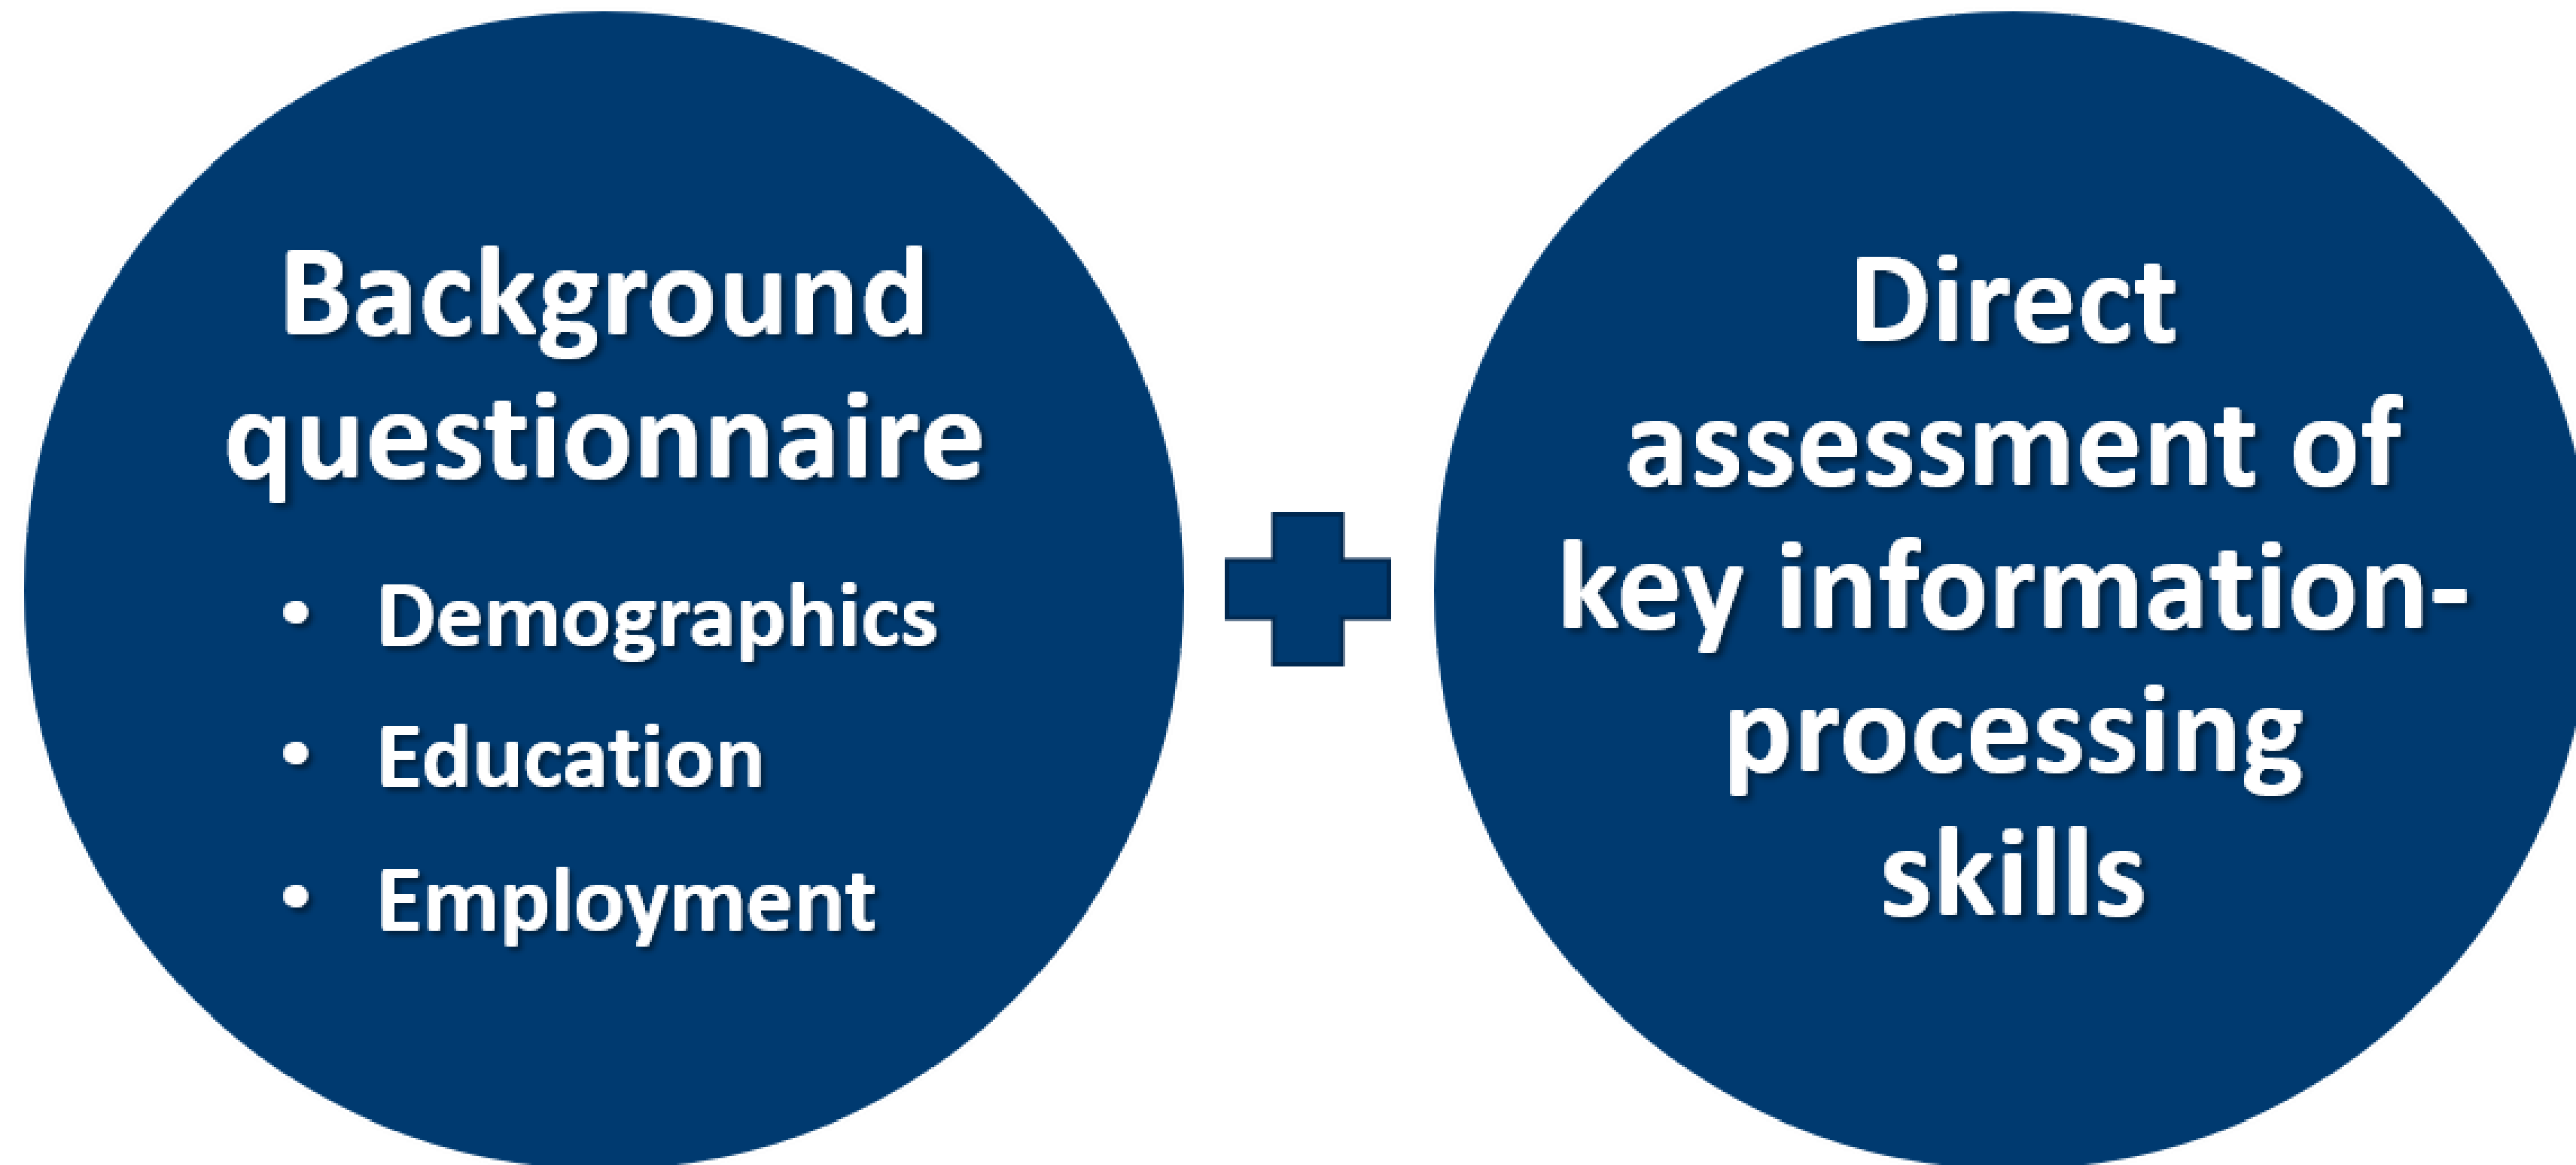 Background
questionnaire
• Demographics
• Education
• Employment
Direct
assessment of
key information-
processing
skills